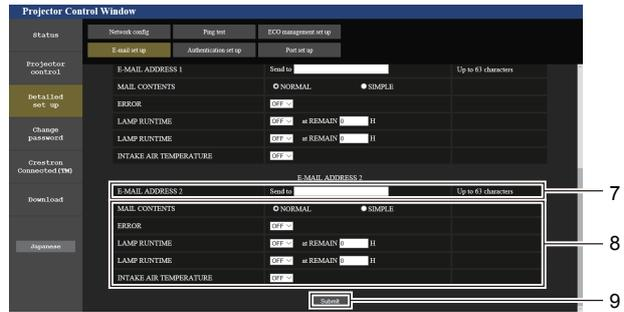 Projector Control Window
Status
Projector
control
Detailed
set up
Change
password
Crestron
Connected(TM)
Download
Japanese
Network config Ping test ECO management set up
E-mail set up Authentication set up Port set up
E-MAIL ADDRESS 1 Send to Up to 63 characters
MAIL CONTENTS NORMAL SIMPLE
ERROR OFF
LAMP RUNTIME OFF at REMAIN 0 H
LAMP RUNTIME OFF at REMAIN 0 H
INTAKE AIR TEMPERATURE OFF
E-MAIL ADDRESS 2
E-MAIL ADDRESS 2 Send to Up to 63 characters 7
MAIL CONTENTS NORMAL SIMPLE
ERROR OFF
LAMP RUNTIME OFF at REMAIN 0 H 8
LAMP RUNTIME OFF at REMAIN 0 H
INTAKE AIR TEMPERATURE OFF
Submit 9